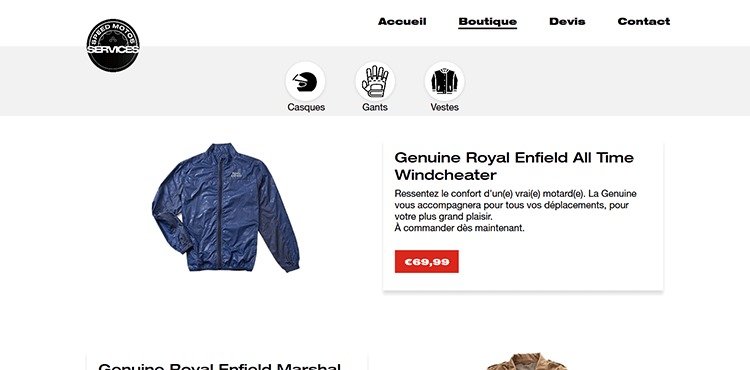 SPEED MOTOS
SERVICES
Accueil
Boutique
Devis
Contact
Casques
Gants
Vestes
Genuine Royal Enfield All Time
Windcheater
Ressentez le confort d'un(e) vrai(e) motard(e). La Genuine
vous accompagnera pour tous vos déplacements, pour
votre plus grand plaisir.
À commander dès maintenant.
€69,99
Genuine Royal Enfield Marshal